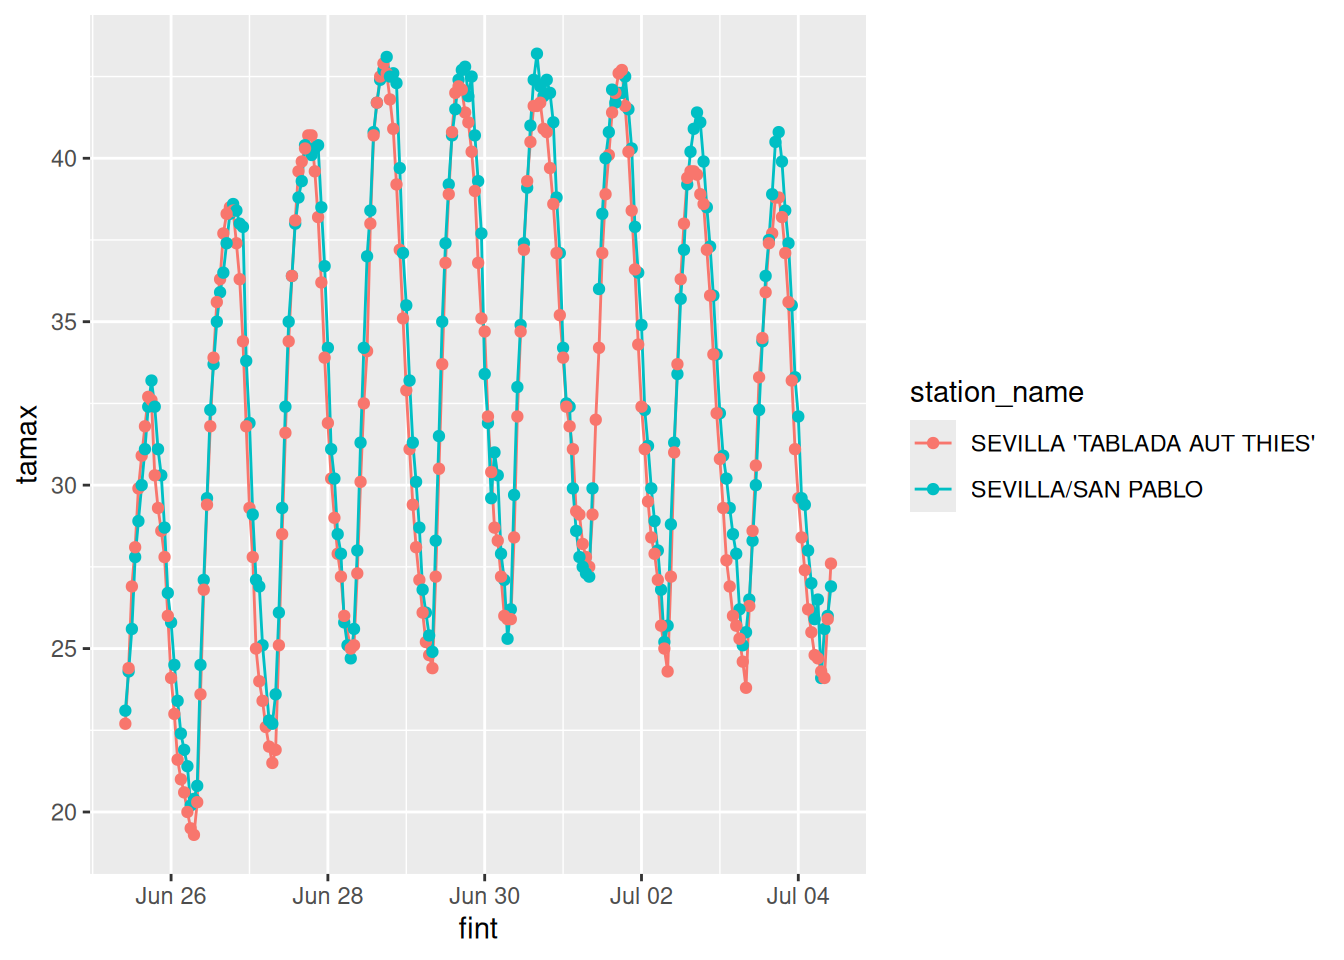 tamax
40
35
30
25
20
Jun 26
Jun 28
Jun 30
Jul 02
Jul 04
fint
station_name
SEVILLA 'TABLADA AUT THIES'
SEVILLA/SAN PABLO